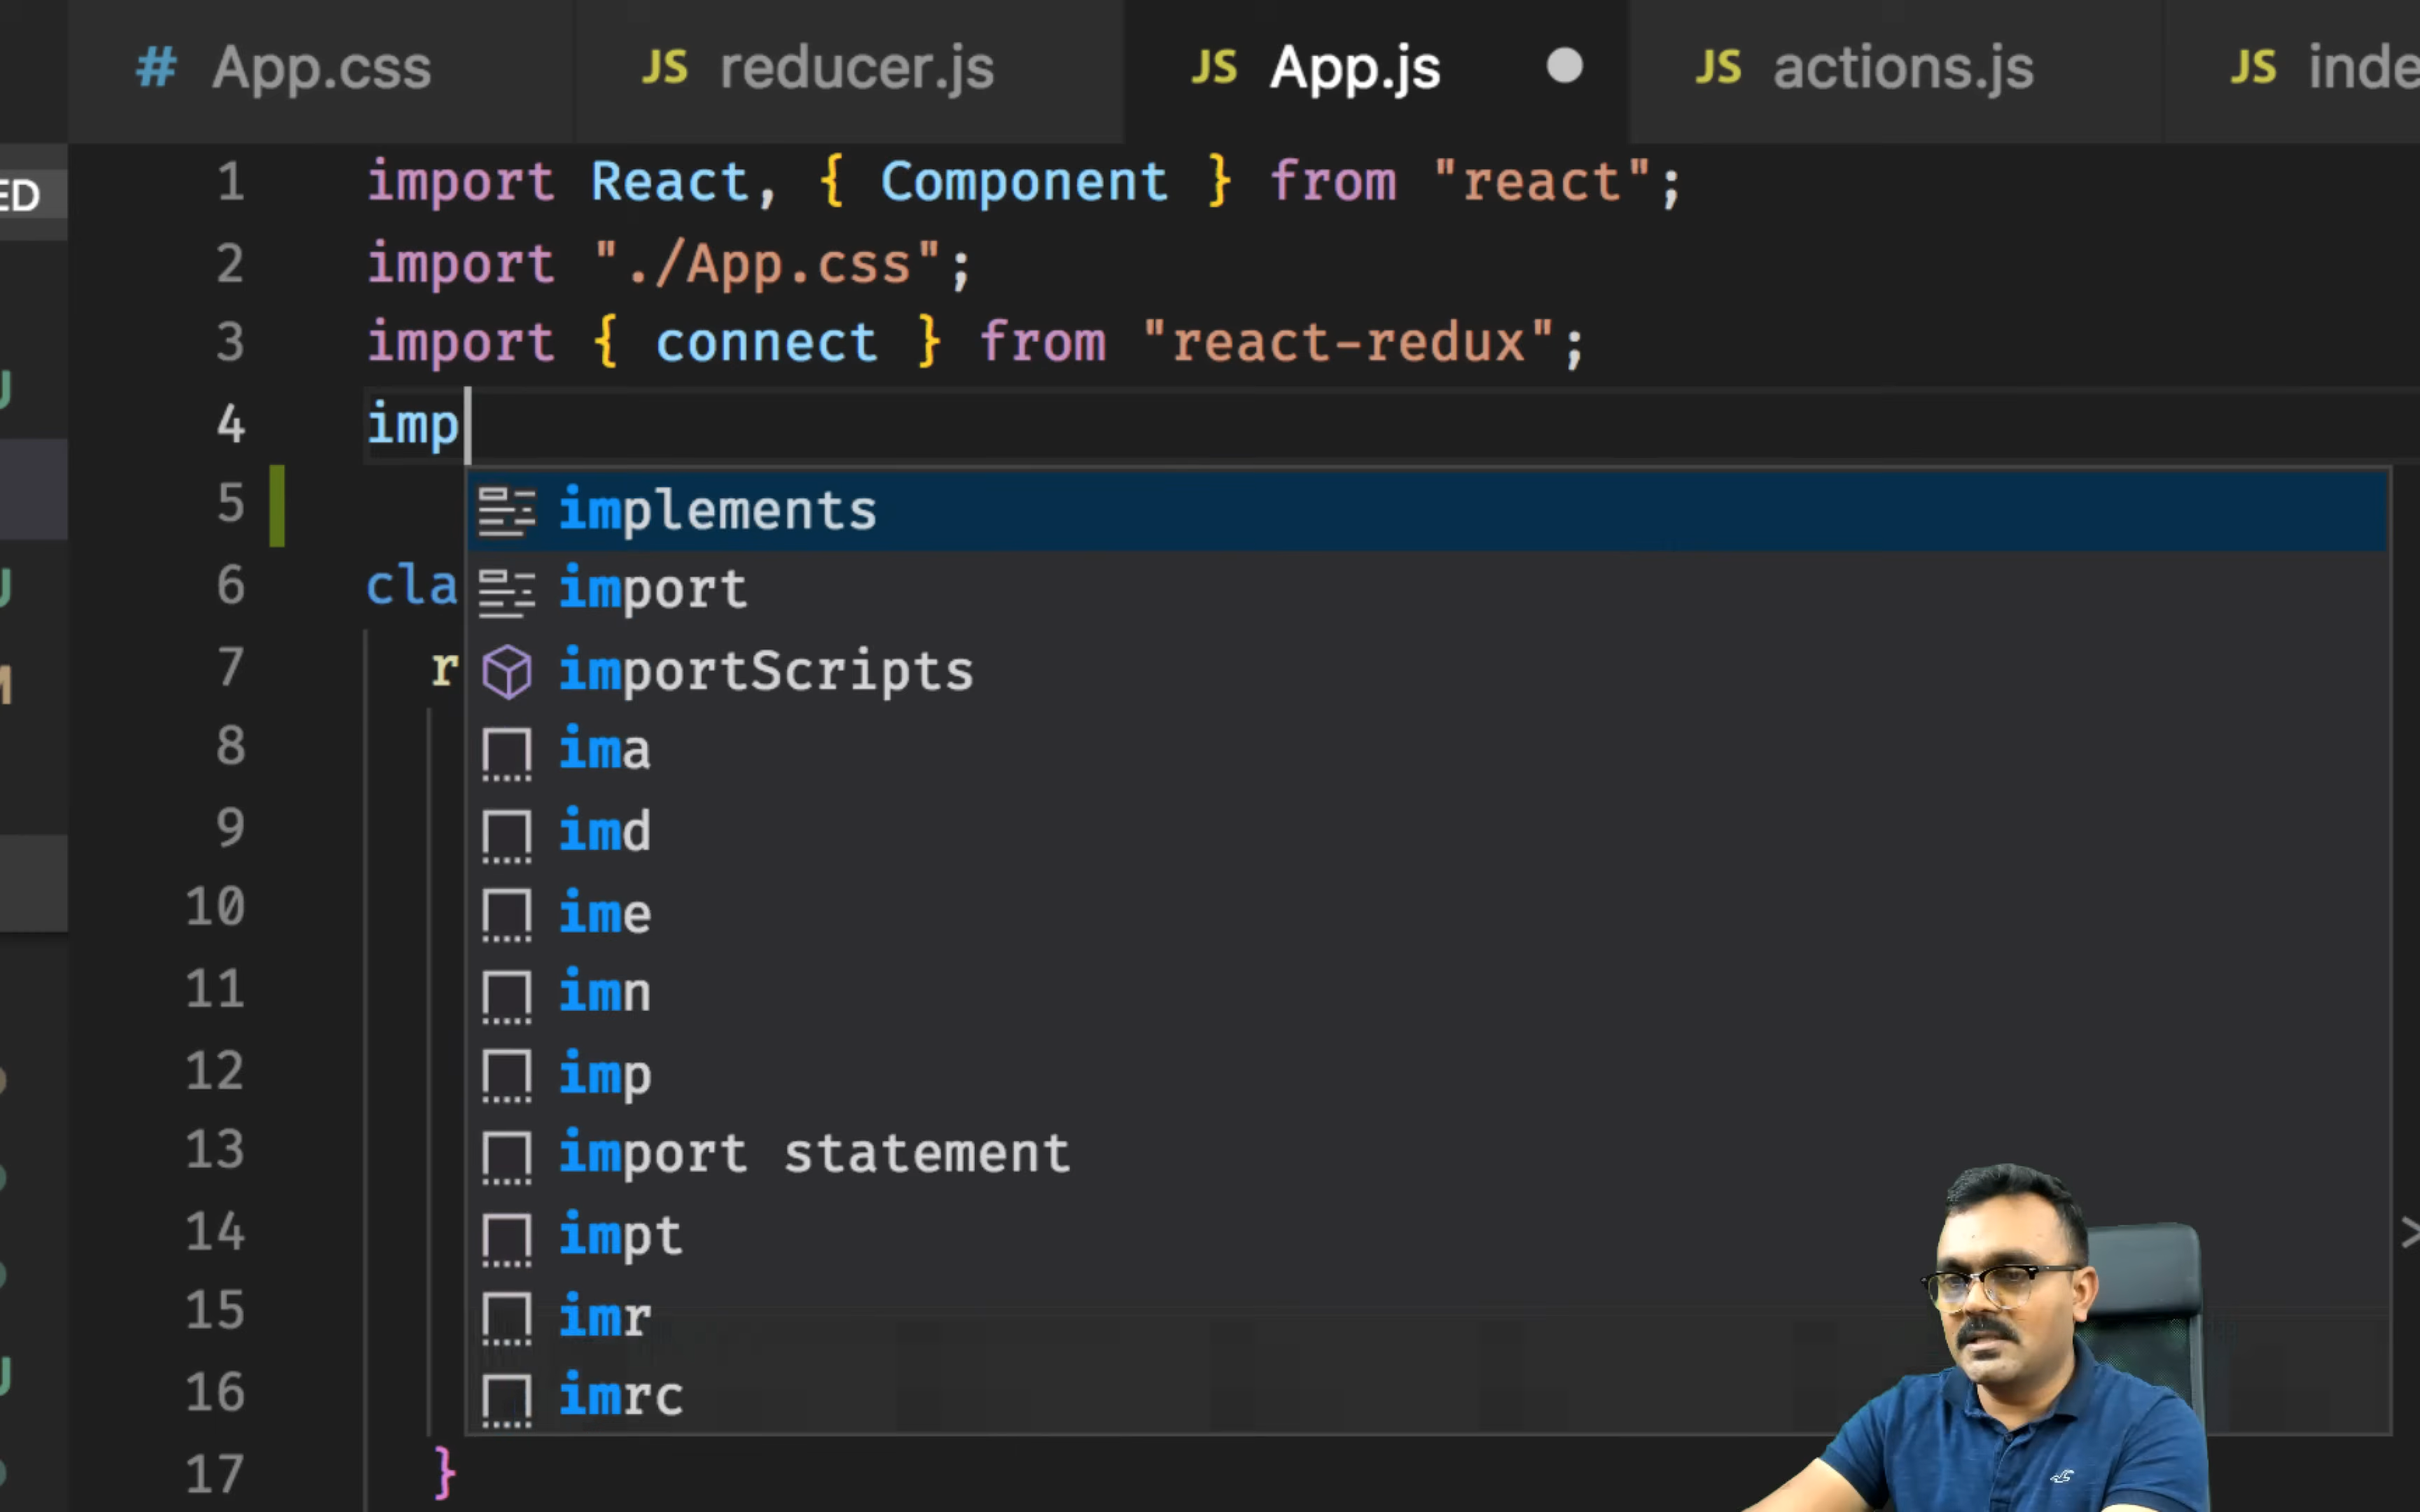 # App.css JS reducer.js JS App.js JS actions.js JS inde
ED
1 import React, { Component } from "react";
2 import "./App.css";
3 import { connect } from "react-redux";
U
4 imp
5 implements
U
6 cla import
M
7 r importScripts
8 ima
9 imd
10 ime
11 imn
12 imp
13 import statement
14 impt
>
15 imr
U
16 imrc
17 }